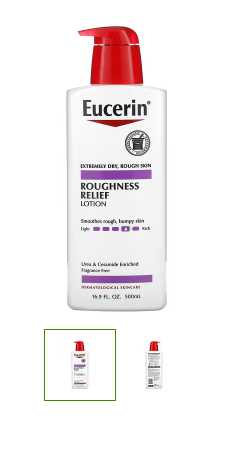 Eucerin®
EXTREMELY DRY, ROUGH SKIN
ROUGHNESS
RELIEF
LOTION
Smoothes rough, bumpy skin
Light 4 Rich
Urea & Ceramide Enriched
Fragrance Free
DERMATOLOGICAL SKINCARE
16.9 FL. OZ. 500mL